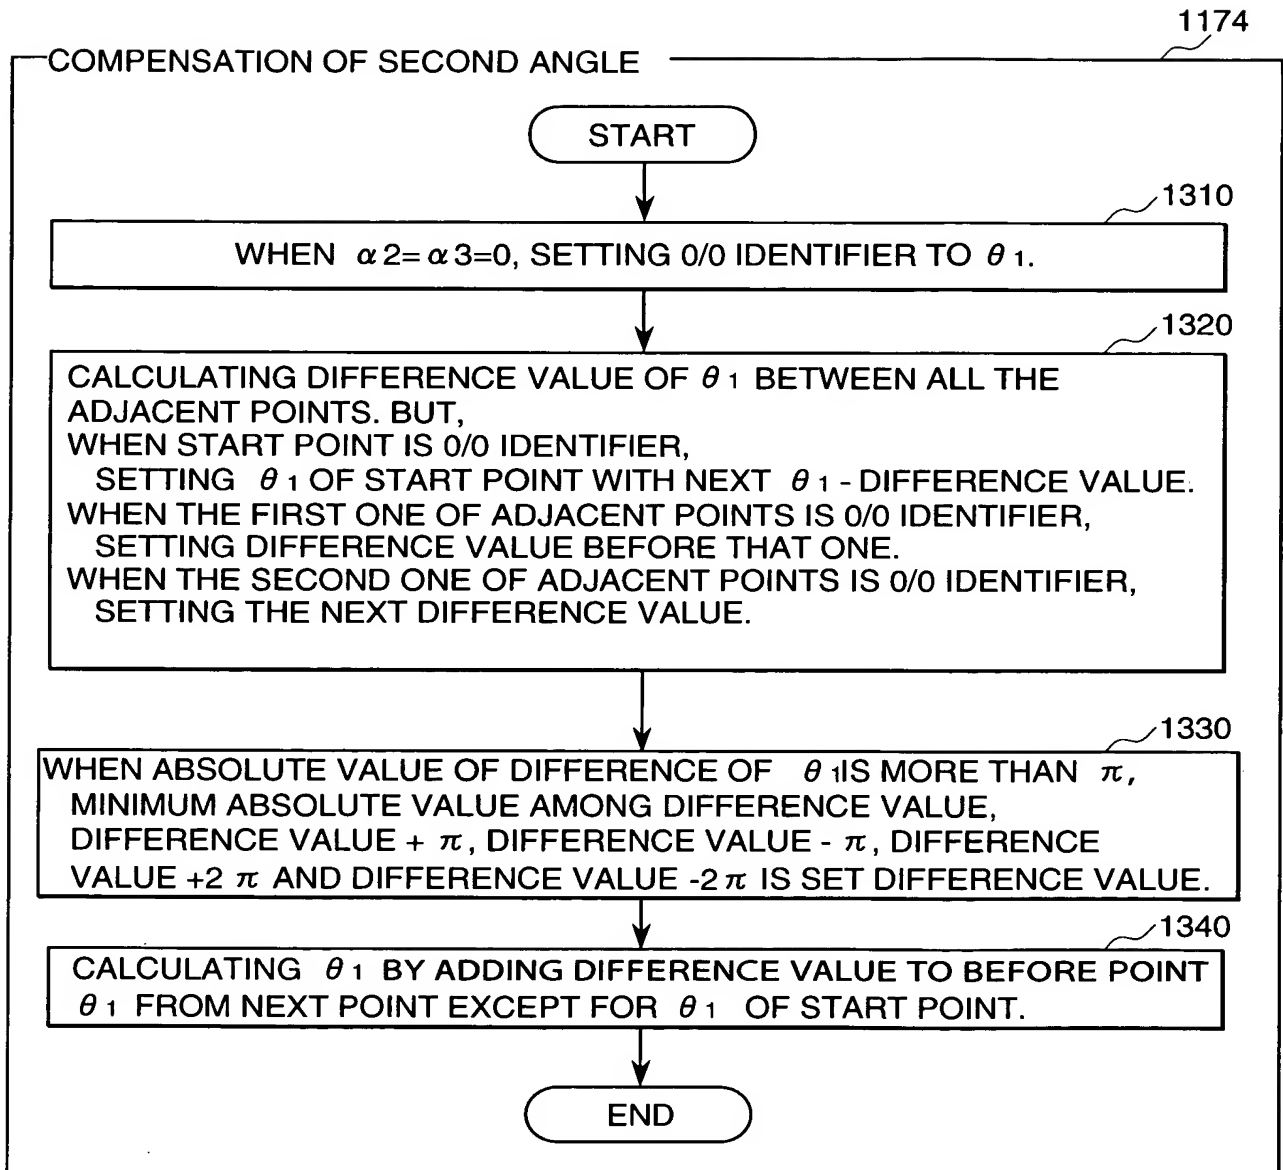 1174
COMPENSATION OF SECOND ANGLE
START
1310
WHEN α2=α3=0, SETTING 0/0 IDENTIFIER TO θ1.
1320
CALCULATING DIFFERENCE VALUE OF θ1 BETWEEN ALL THE
ADJACENT POINTS. BUT,
WHEN START POINT IS 0/0 IDENTIFIER,
SETTING θ1 OF START POINT WITH NEXT θ1 - DIFFERENCE VALUE.
WHEN THE FIRST ONE OF ADJACENT POINTS IS 0/0 IDENTIFIER,
SETTING DIFFERENCE VALUE BEFORE THAT ONE.
WHEN THE SECOND ONE OF ADJACENT POINTS IS 0/0 IDENTIFIER,
SETTING THE NEXT DIFFERENCE VALUE.
1330
WHEN ABSOLUTE VALUE OF DIFFERENCE OF θ1IS MORE THAN π,
MINIMUM ABSOLUTE VALUE AMONG DIFFERENCE VALUE,
DIFFERENCE VALUE + π, DIFFERENCE VALUE - π, DIFFERENCE
VALUE +2π AND DIFFERENCE VALUE -2π IS SET DIFFERENCE VALUE.
1340
CALCULATING θ1 BY ADDING DIFFERENCE VALUE TO BEFORE POINT
θ1 FROM NEXT POINT EXCEPT FOR θ1 OF START POINT.
END